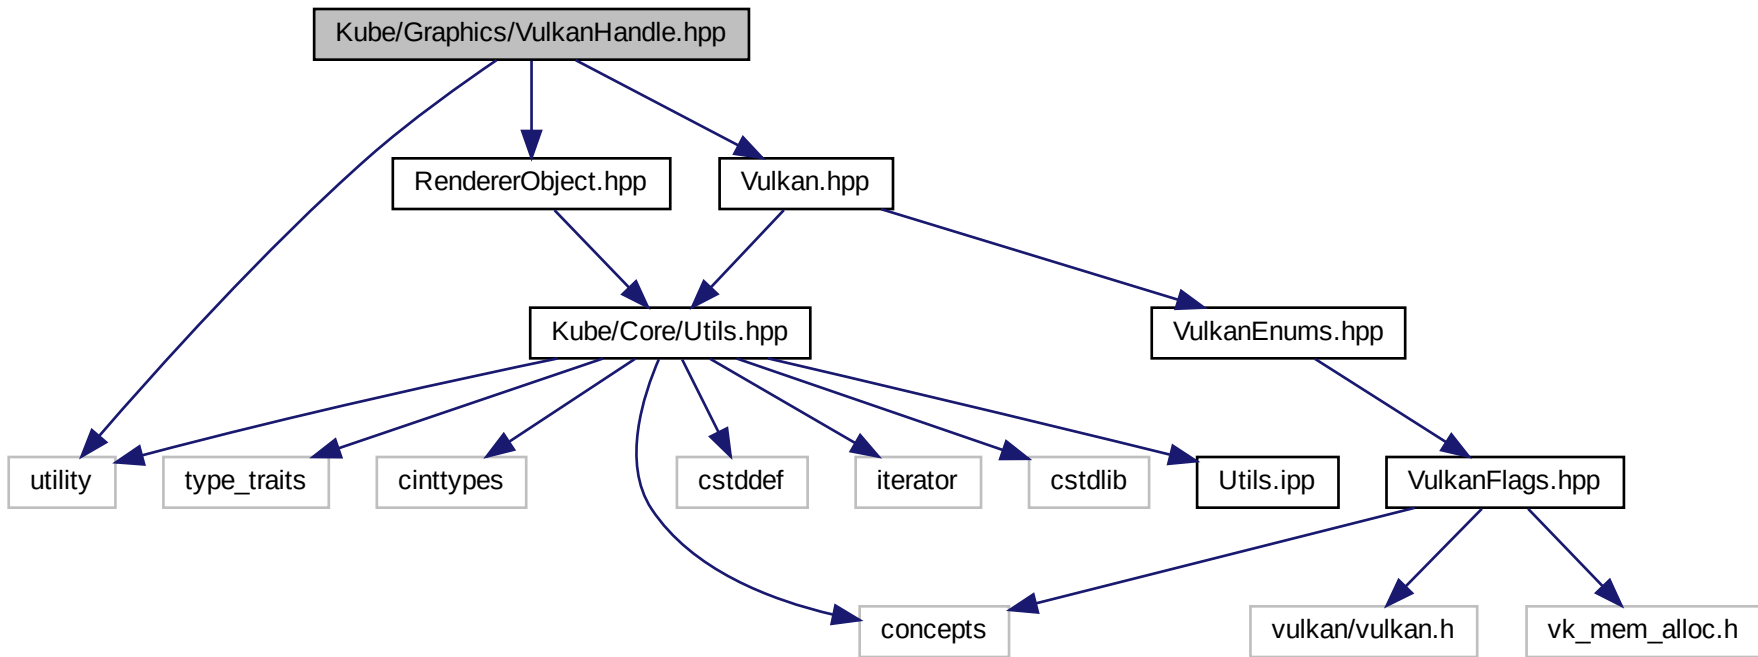 Kube/Graphics/VulkanHandle.hpp
RendererObject.hpp
Vulkan.hpp
Kube/Core/Utils.hpp
VulkanEnums.hpp
utility
type_traits
cinttypes
cstddef
iterator
cstdlib
Utils.ipp
VulkanFlags.hpp
concepts
vulkan/vulkan.h
vk_mem_alloc.h